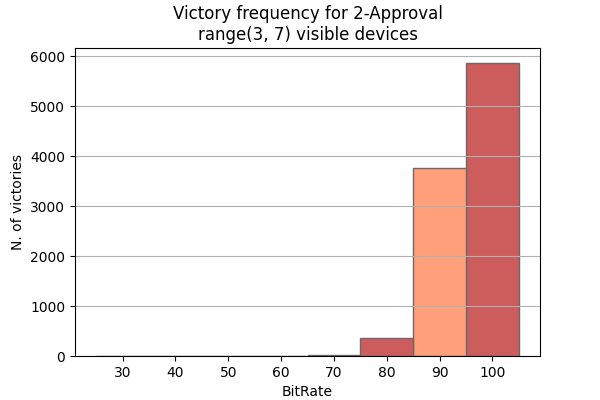 Victory frequency for 2-Approval
range(3, 7) visible devices
N. of victories
6000
5000
4000
3000
2000
1000
0
30 40 50 60 70 80 90 100
BitRate